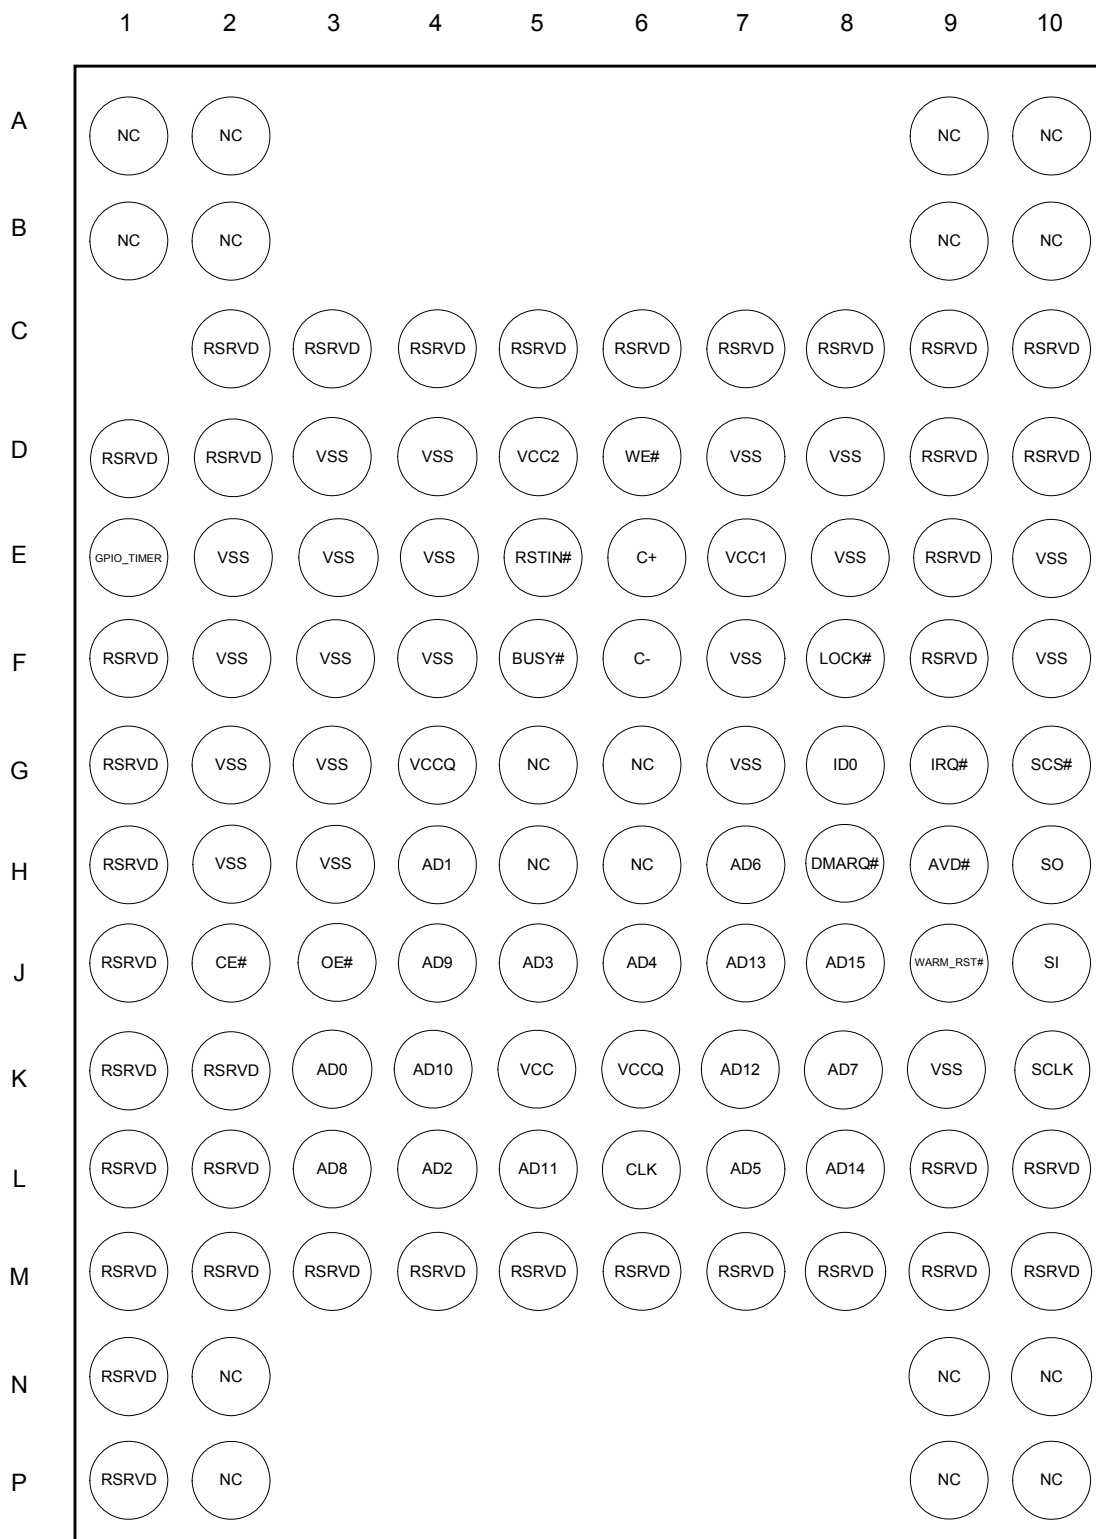 1 2 3 4 5 6 7 8 9 10
A NC NC NC NC
B NC NC NC NC
C RSRVD RSRVD RSRVD RSRVD RSRVD RSRVD RSRVD RSRVD RSRVD
D RSRVD RSRVD VSS VSS VCC2 WE# VSS VSS RSRVD RSRVD
E GPIO_TIMER VSS VSS VSS RSTIN# C+ VCC1 VSS RSRVD VSS
F RSRVD VSS VSS VSS BUSY# C- VSS LOCK# RSRVD VSS
G RSRVD VSS VSS VCCQ NC NC VSS ID0 IRQ# SCS#
H RSRVD VSS VSS AD1 NC NC AD6 DMARQ# AVD# SO
J RSRVD CE# OE# AD9 AD3 AD4 AD13 AD15 WARM_RST# SI
K RSRVD RSRVD AD0 AD10 VCC VCCQ AD12 AD7 VSS SCLK
L RSRVD RSRVD AD8 AD2 AD11 CLK AD5 AD14 RSRVD RSRVD
M RSRVD RSRVD RSRVD RSRVD RSRVD RSRVD RSRVD RSRVD RSRVD RSRVD
N RSRVD NC NC NC
P RSRVD NC NC NC